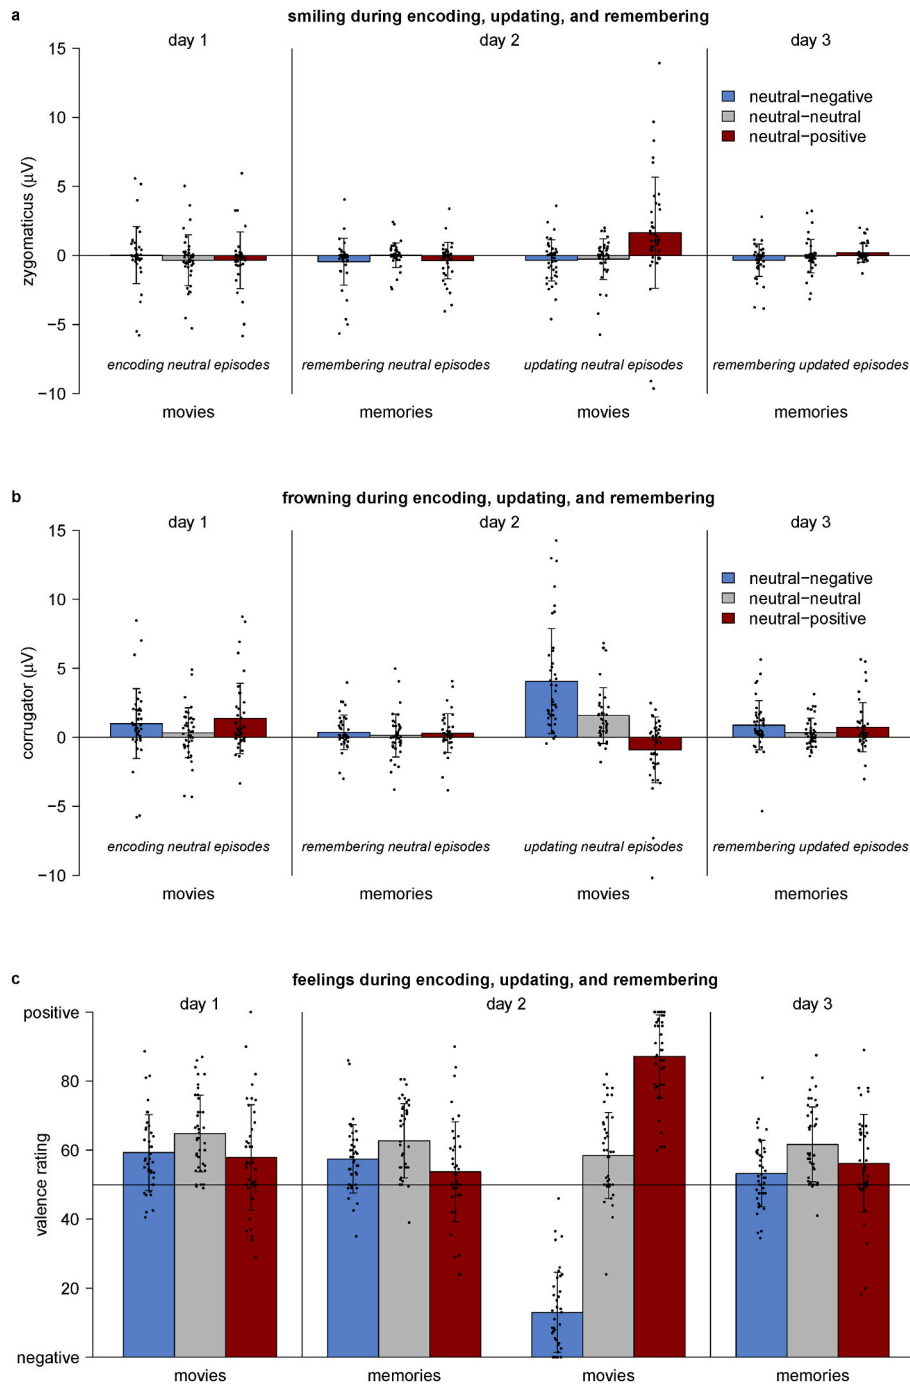 a
smiling during encoding, updating, and remembering
day 1
day 2
day 3
15
10
5
0
−5
−10
zygomaticus (µV)
neutral−negative
neutral−neutral
neutral−positive
encoding neutral episodes
remembering neutral episodes
updating neutral episodes
remembering updated episodes
movies
memories
movies
memories
b
frowning during encoding, updating, and remembering
day 1
day 2
day 3
15
10
5
0
−5
−10
corrugator (µV)
neutral−negative
neutral−neutral
neutral−positive
encoding neutral episodes
remembering neutral episodes
updating neutral episodes
remembering updated episodes
movies
memories
movies
memories
c
feelings during encoding, updating, and remembering
day 1
day 2
day 3
positive
80
60
40
20
negative
valence rating
movies
memories
movies
memories